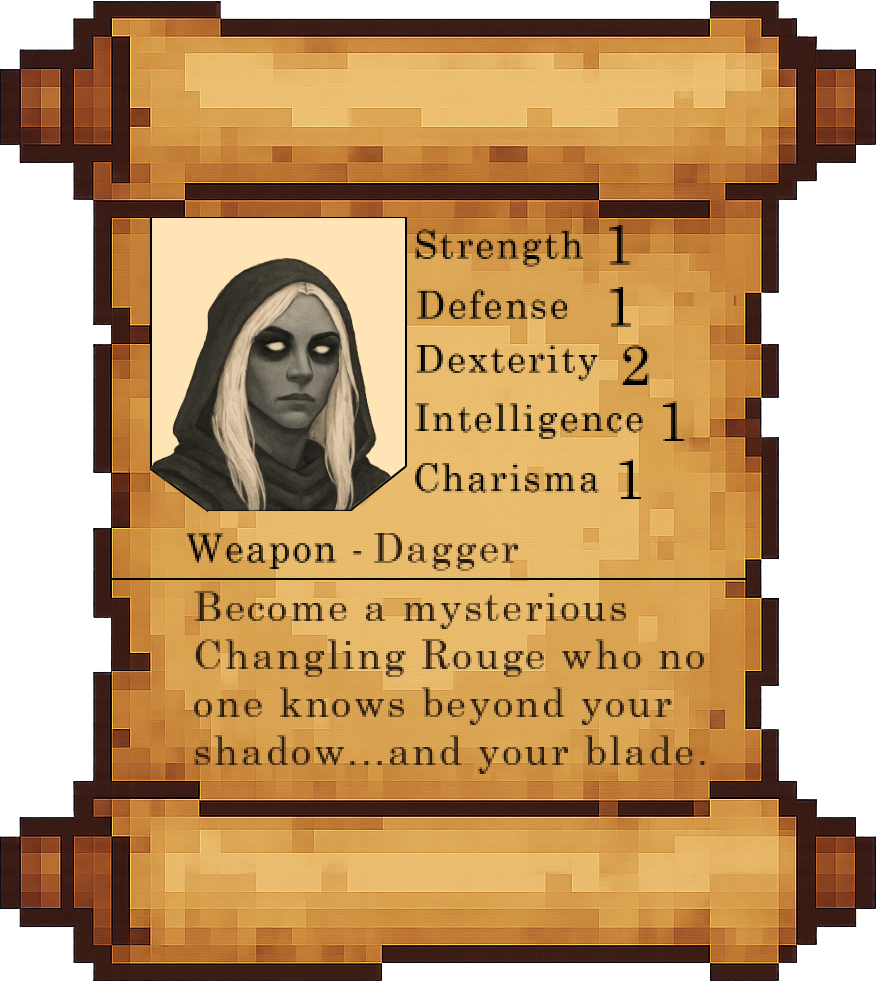 Strength 1
Defense 1
Dexterity 2
Intelligence 1
Charisma 1
Weapon - Dagger
Become a mysterious
Changling Rouge who no
one knows beyond your
shadow...and your blade.